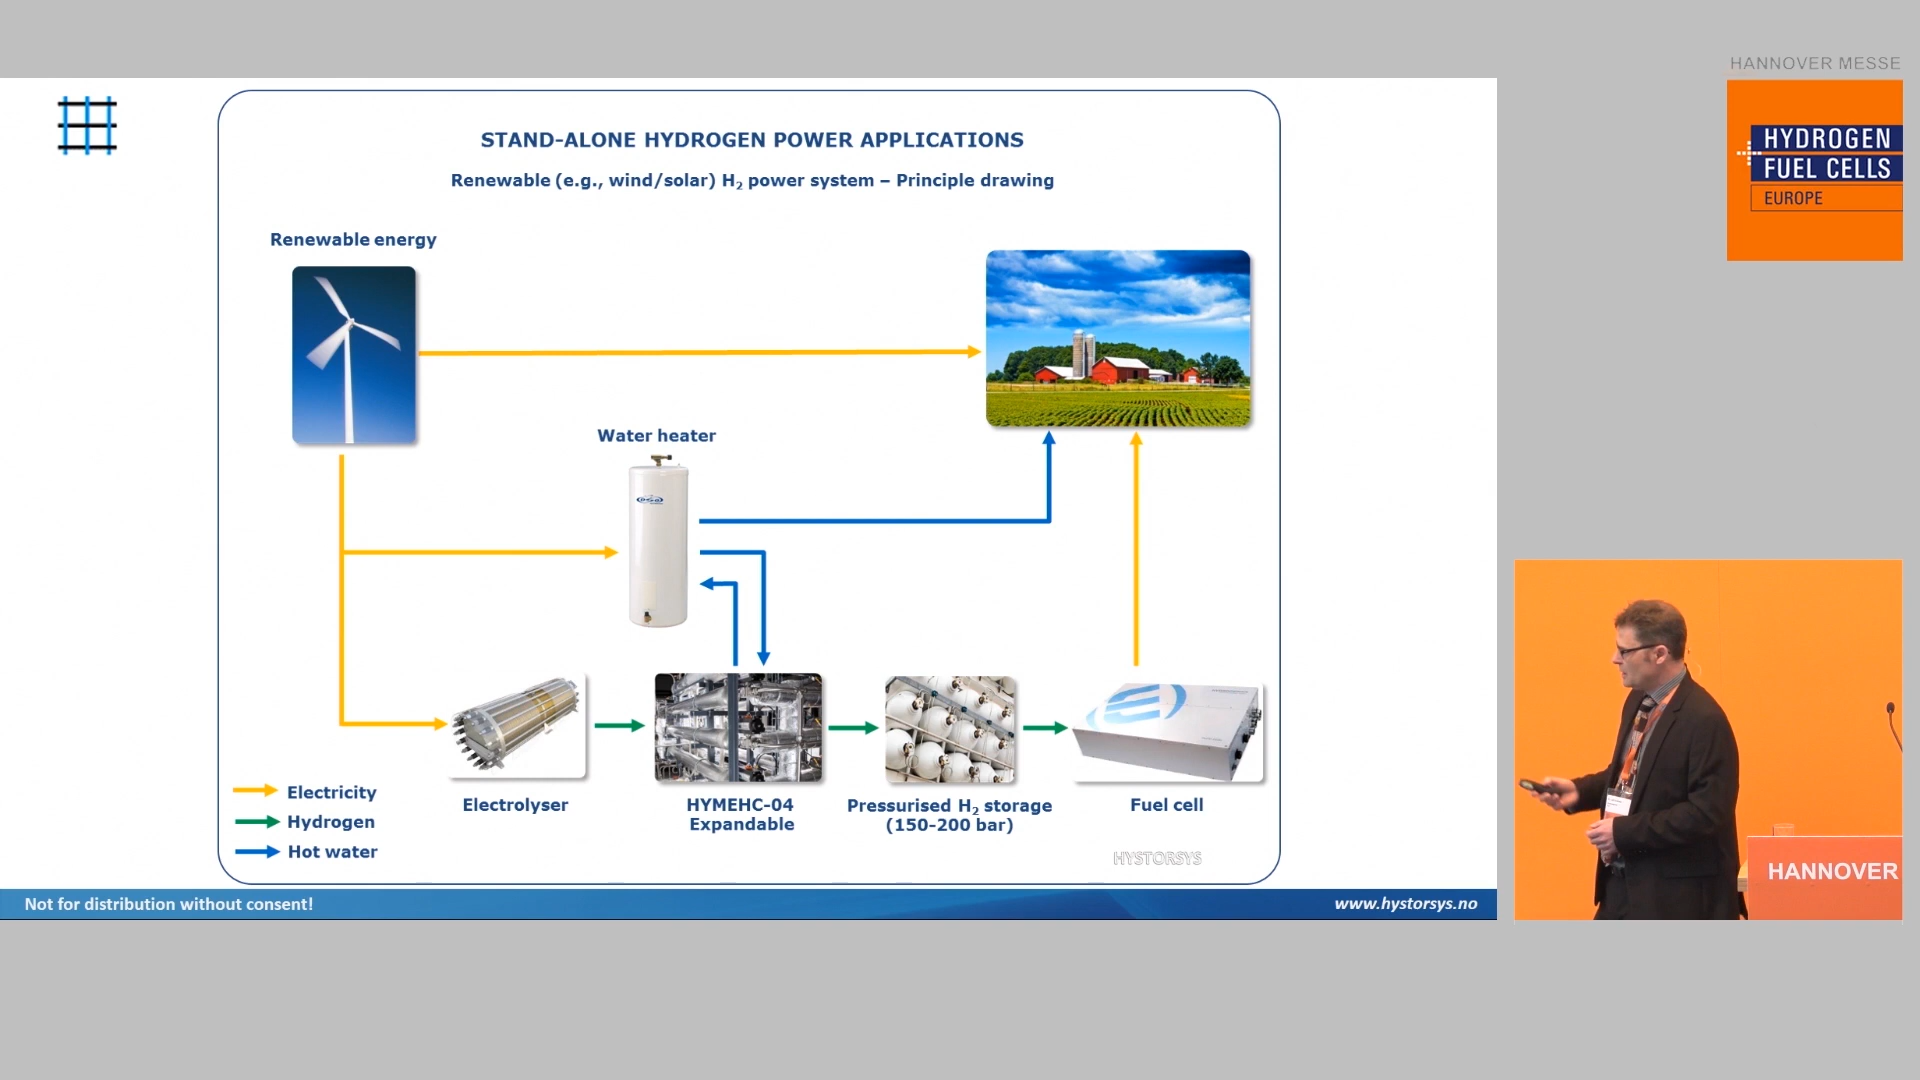 HANNOVER MESSE
HYDROGEN
FUEL CELLS
EUROPE
STAND-ALONE HYDROGEN POWER APPLICATIONS
Renewable (e.g., wind/solar) H₂ power system – Principle drawing
Renewable energy
Water heater
Electrolyser
HYMEHC-04
Expandable
Pressurised H₂ storage
(150-200 bar)
Fuel cell
Electricity
Hydrogen
Hot water
HYSTORSYS
Not for distribution without consent!
www.hystorsys.no
HANNOVER